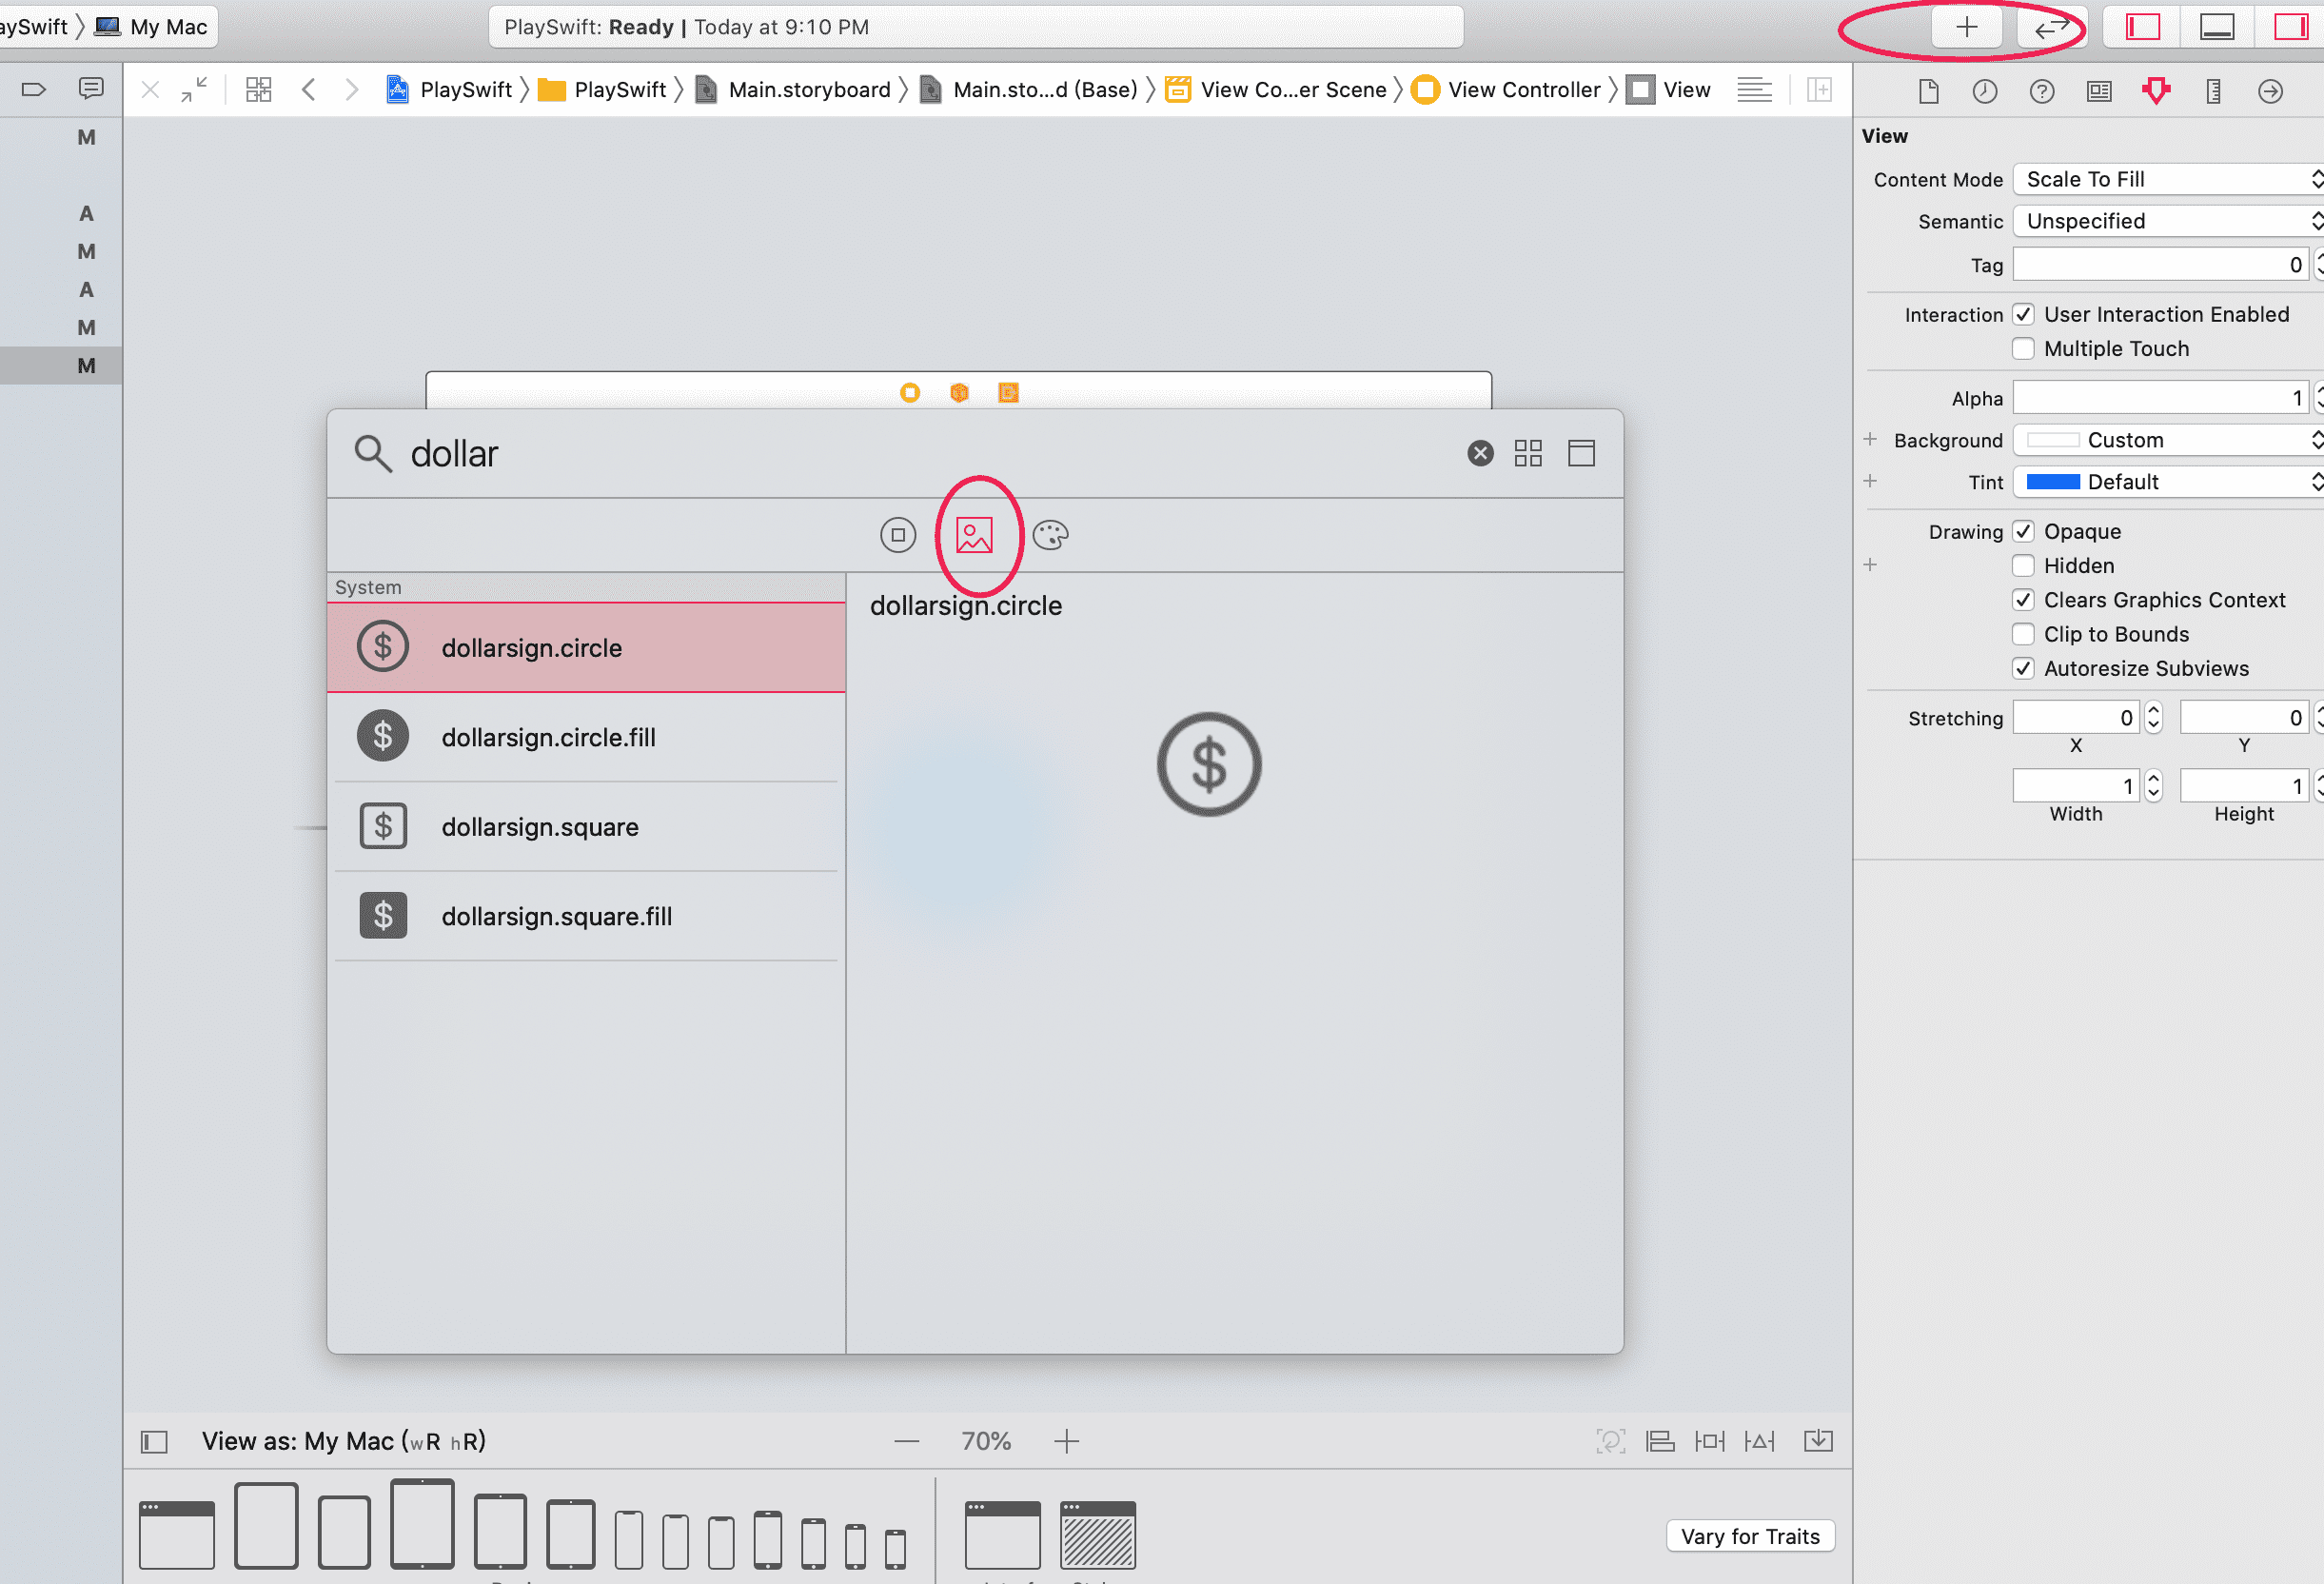 aySwift My Mac
PlaySwift: Ready | Today at 9:10 PM
PlaySwift PlaySwift Main.storyboard Main.sto...d (Base) View Co...er Scene View Controller View
M
A
M
A
M
M
dollar
System
dollarsign.circle
dollarsign.circle.fill
dollarsign.square
dollarsign.square.fill
dollarsign.circle
View
Content Mode Scale To Fill
Semantic Unspecified
Tag 0
Interaction User Interaction Enabled
Multiple Touch
Alpha 1
Background Custom
Tint Default
Drawing Opaque
Hidden
Clears Graphics Context
Clip to Bounds
Autoresize Subviews
Stretching 0 0
X Y
1 1
Width Height
View as: My Mac (wR hR)
70%
Vary for Traits